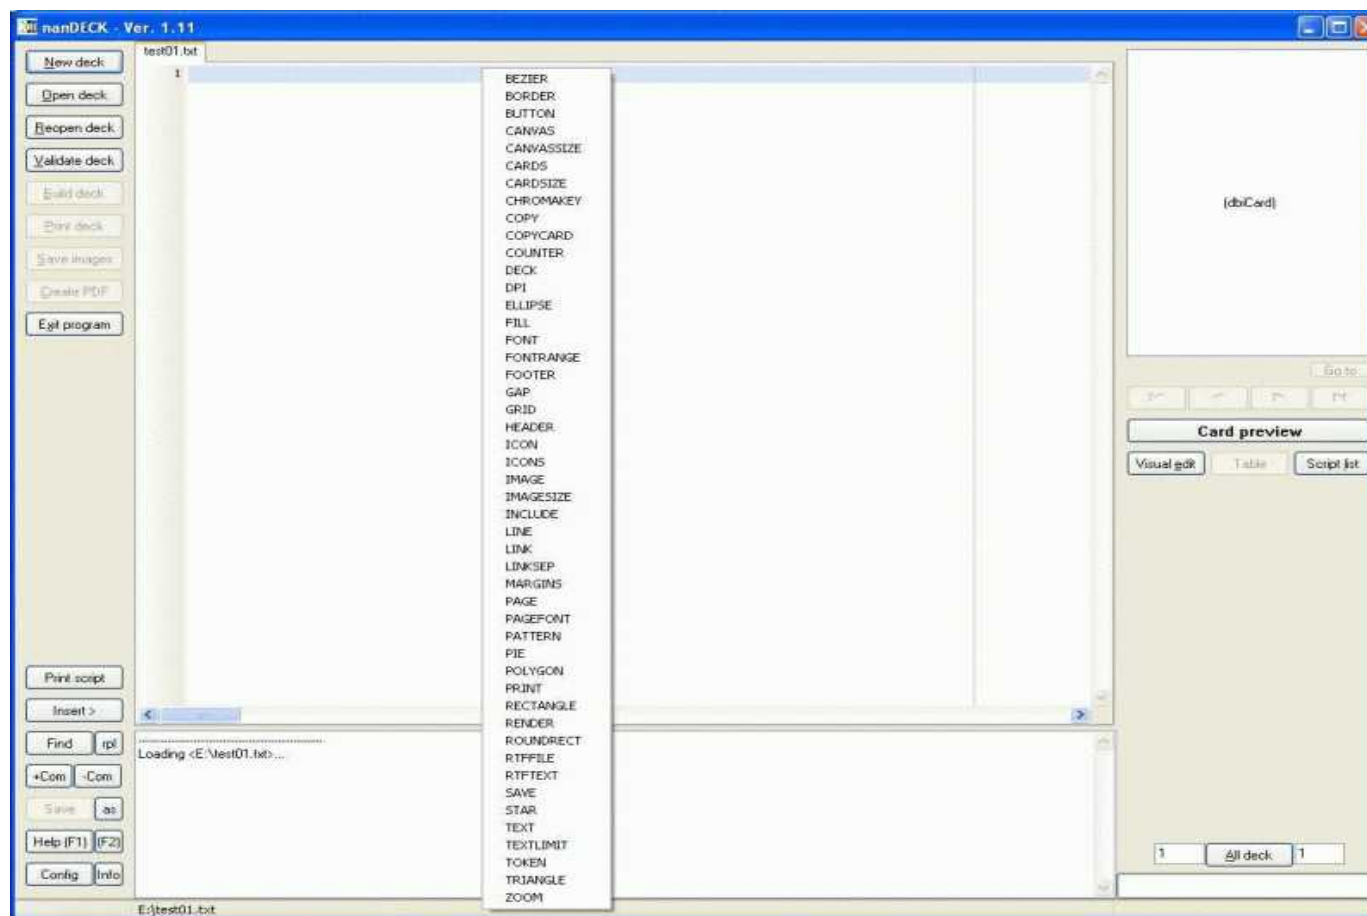 nanDECK - Ver. 1.11
New deck
Open deck
Reopen deck
Validate deck
Build deck
Print deck
Save images
Create PDF
Exit program
Print script
Insert >
Find rpl
+Com -Com
Save as
Help (F1) (F2)
Config Info
test01.txt
1
BEZIER
BORDER
BUTTON
CANVAS
CANVASSIZE
CARDS
CARDSIZE
CHROMAKEY
COPY
COPYCARD
COUNTER
DECK
DPI
ELLIPSE
FILL
FONT
FONTRANGE
FOOTER
GAP
GRID
HEADER
ICON
ICONS
IMAGE
IMAGESIZE
INCLUDE
LINE
LINK
LINKSEP
MARGINS
PAGE
PAGEFONT
PATTERN
PIE
POLYGON
PRINT
RECTANGLE
RENDER
ROUNDRECT
RTFFILE
RTFTEXT
SAVE
STAR
TEXT
TEXTLIMIT
TOKEN
TRIANGLE
ZOOM
Loading <E:\test01.txt>...
(dbiCard)
Go to
Card preview
Visual edit Table Script list
1 All deck 1
E:\test01.txt